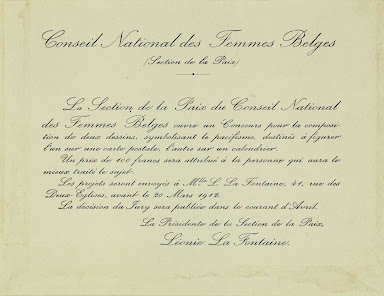 Conseil National des Femmes Belges
(Section de la Paix)
La Section de la Paix du Conseil National
des Femmes Belges ouvre un Concours pour la composi-
tion de deux dessins, symbolisant le pacifisme, destinés à figurer
l'un sur une carte postale, l'autre sur un calendrier.
Un prix de 100 francs sera attribué à la personne qui aura le
mieux traité le sujet.
Les projets seront envoyés à Mlle L. La Fontaine, 41, rue des
Deux Eglises, avant le 20 Mars 1912.
La décision du Jury sera publiée dans le courant d'Avril.
La Présidente de la Section de la Paix,
Léonie La Fontaine.